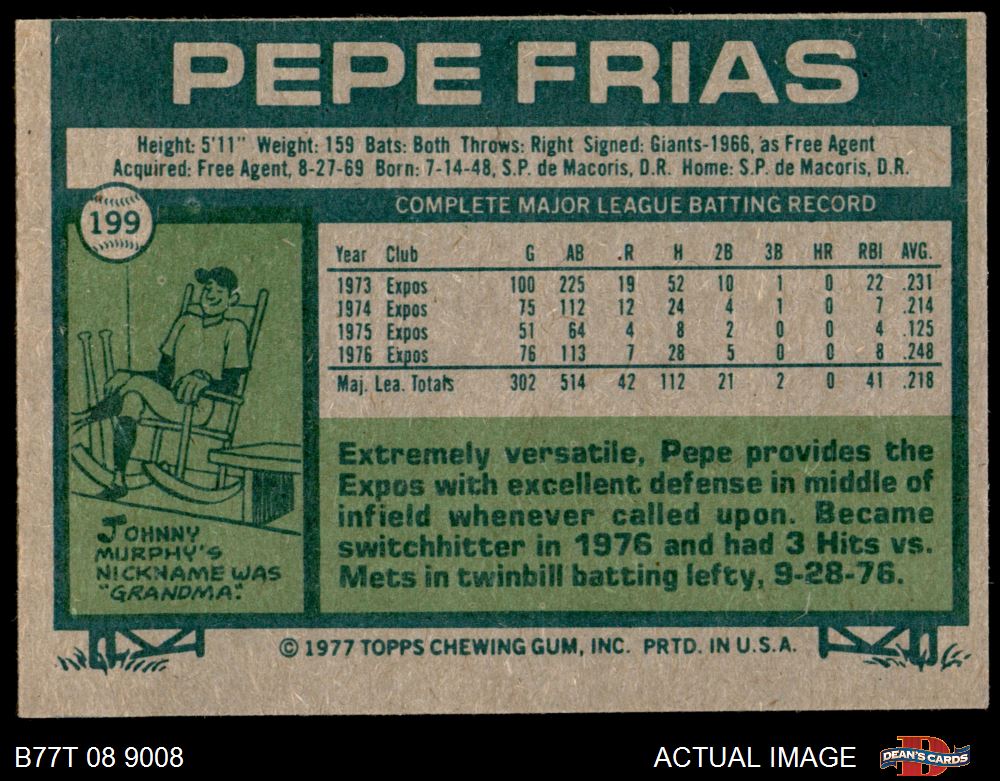 PEPE FRIAS
Height: 5'11" Weight: 159 Bats: Both Throws: Right Signed: Giants-1966, as Free Agent
Acquired: Free Agent, 8-27-69 Born: 7-14-48, S.P. de Macoris, D.R. Home: S.P. de Macoris, D.R.
199
COMPLETE MAJOR LEAGUE BATTING RECORD
Year Club G AB .R H 2B 3B HR RBI AVG.
1973 Expos 100 225 19 52 10 1 0 22 .231
1974 Expos 75 112 12 24 4 1 0 7 .214
1975 Expos 51 64 4 8 2 0 0 4 .125
1976 Expos 76 113 7 28 5 0 0 8 .248
Maj. Lea. Totals 302 514 42 112 21 2 0 41 .218
JOHNNY
MURPHY'S
NICKNAME WAS
"GRANDMA."
Extremely versatile, Pepe provides the
Expos with excellent defense in middle of
infield whenever called upon. Became
switchhitter in 1976 and had 3 Hits vs.
Mets in twinbill batting lefty, 9-28-76.
© 1977 TOPPS CHEWING GUM, INC. PRTD. IN U.S.A.
B77T 08 9008
ACTUAL IMAGE
D
DEAN'S CARDS